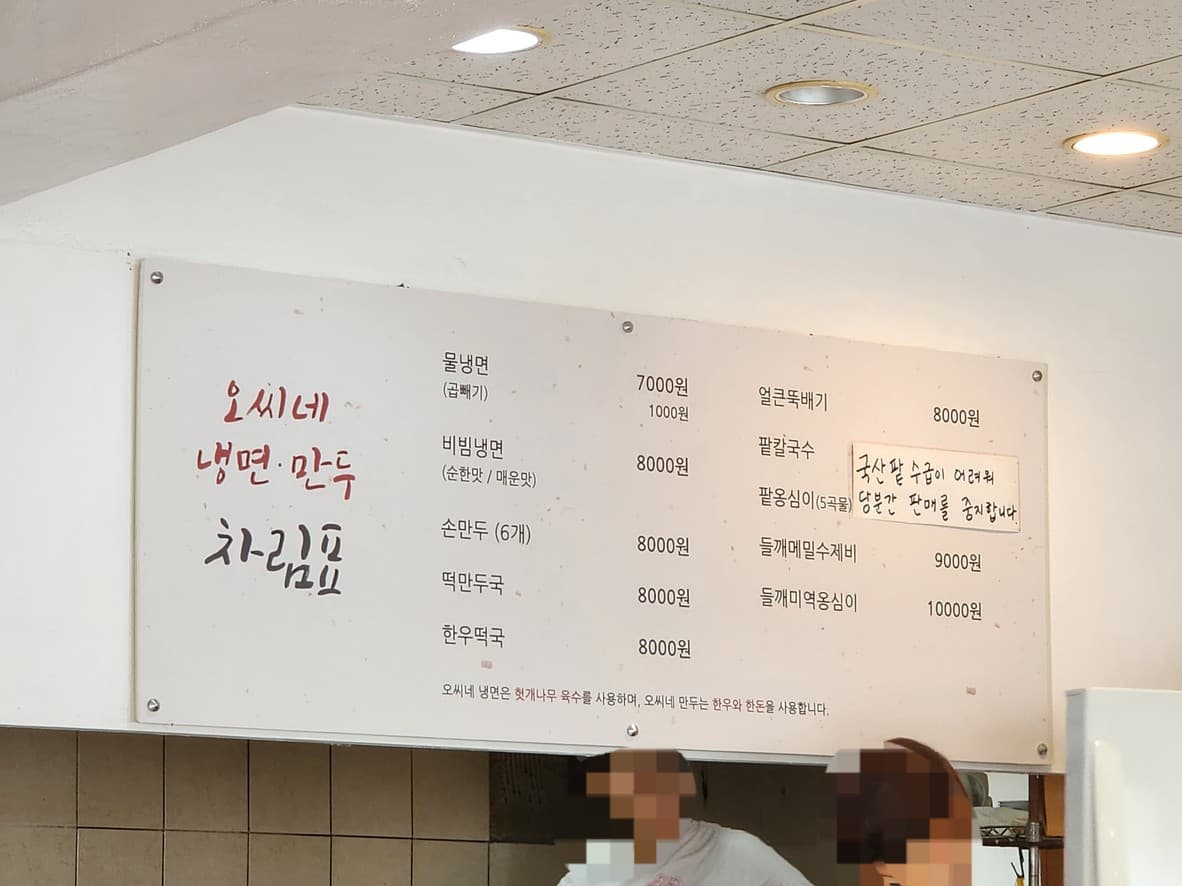 오씨네
냉면·만두
차림표
물냉면 7000원
(곱빼기) 1000원
비빔냉면 8000원
(순한맛 / 매운맛)
손만두 (6개) 8000원
떡만두국 8000원
한우떡국 8000원
얼큰뚝배기 8000원
팥칼국수
팥옹심이(5곡물)
국산팥 수급이 어려워
당분간 판매를 중지합니다.
들깨메밀수제비 9000원
들깨미역옹심이 10000원
오씨네 냉면은 헛개나무 육수를 사용하며, 오씨네 만두는 한우와 한돈을 사용합니다.